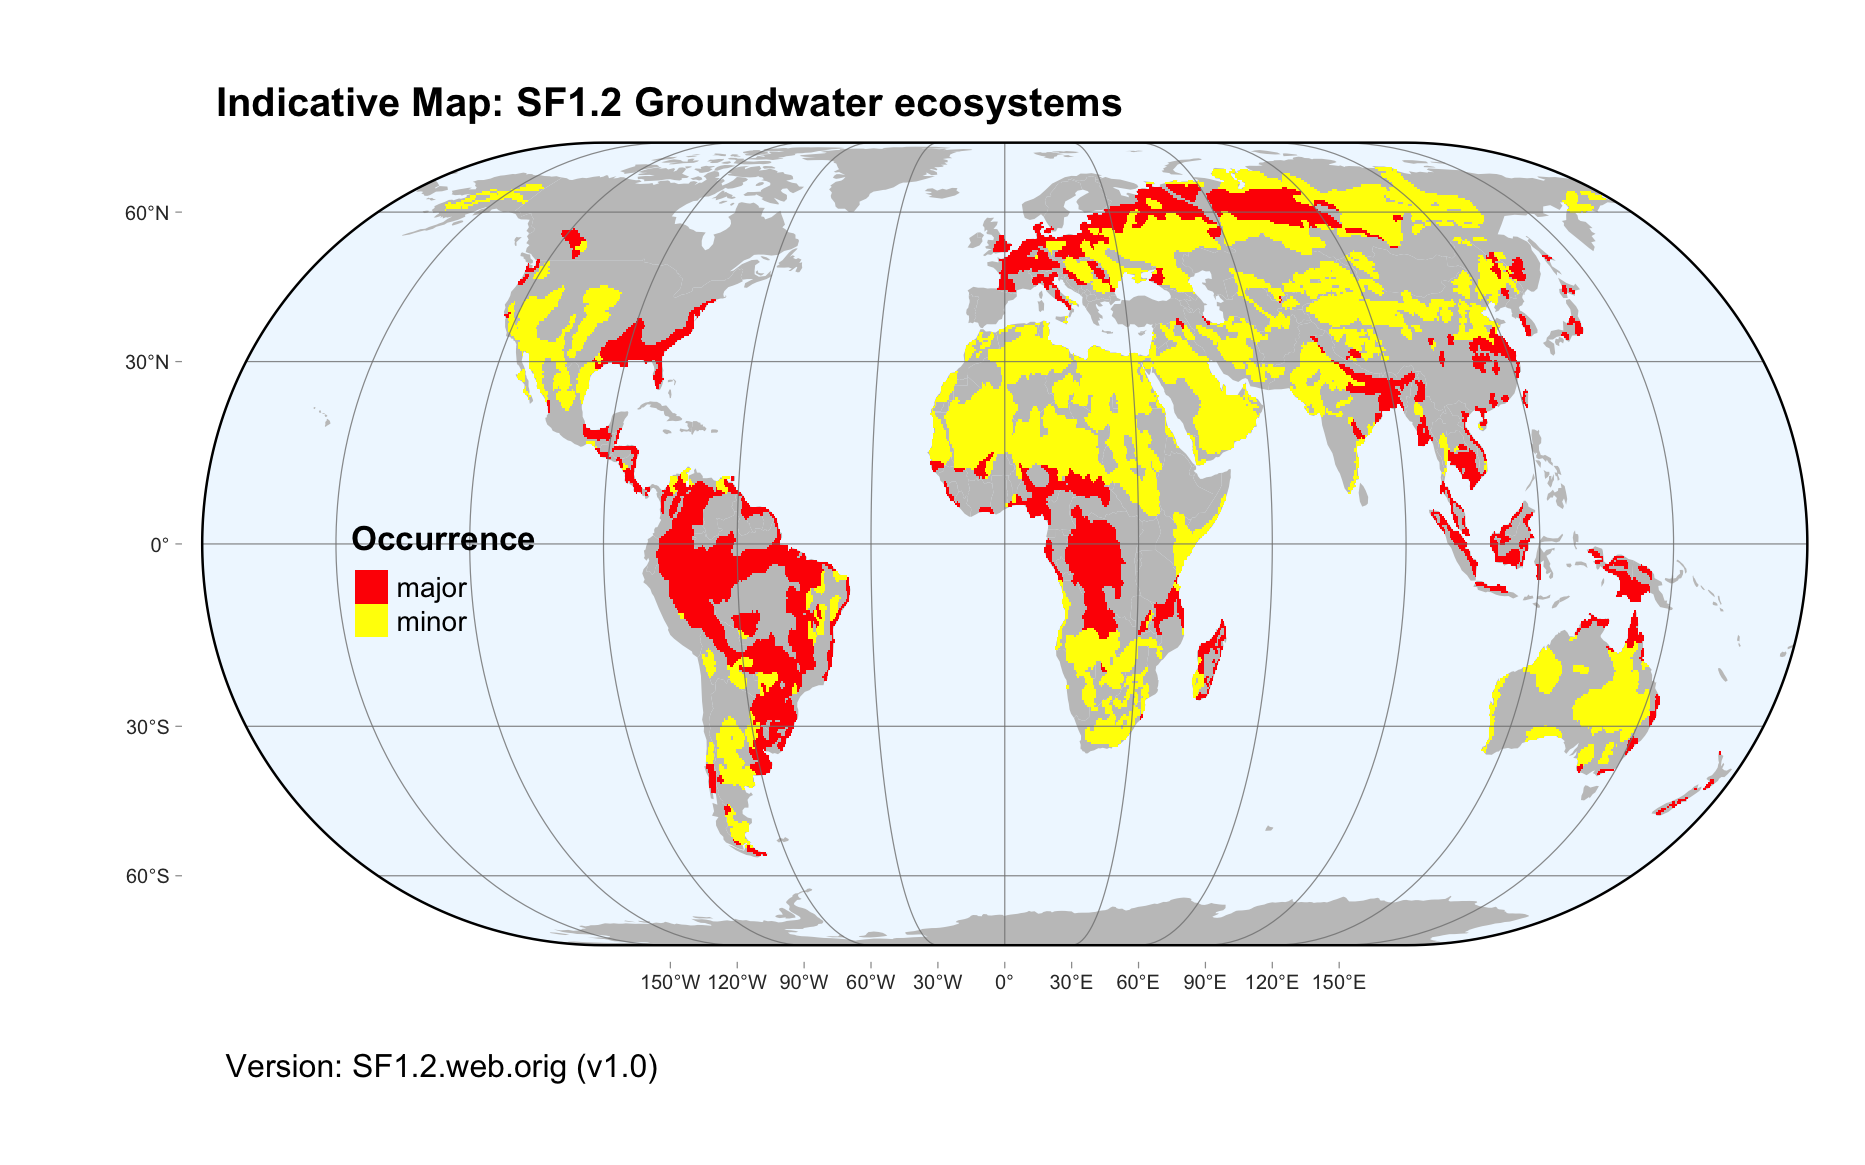 Indicative Map: SF1.2 Groundwater ecosystems
60°N
30°N
0°
30°S
60°S
Occurrence
major
minor
150°W 120°W 90°W 60°W 30°W 0° 30°E 60°E 90°E 120°E 150°E
Version: SF1.2.web.orig (v1.0)